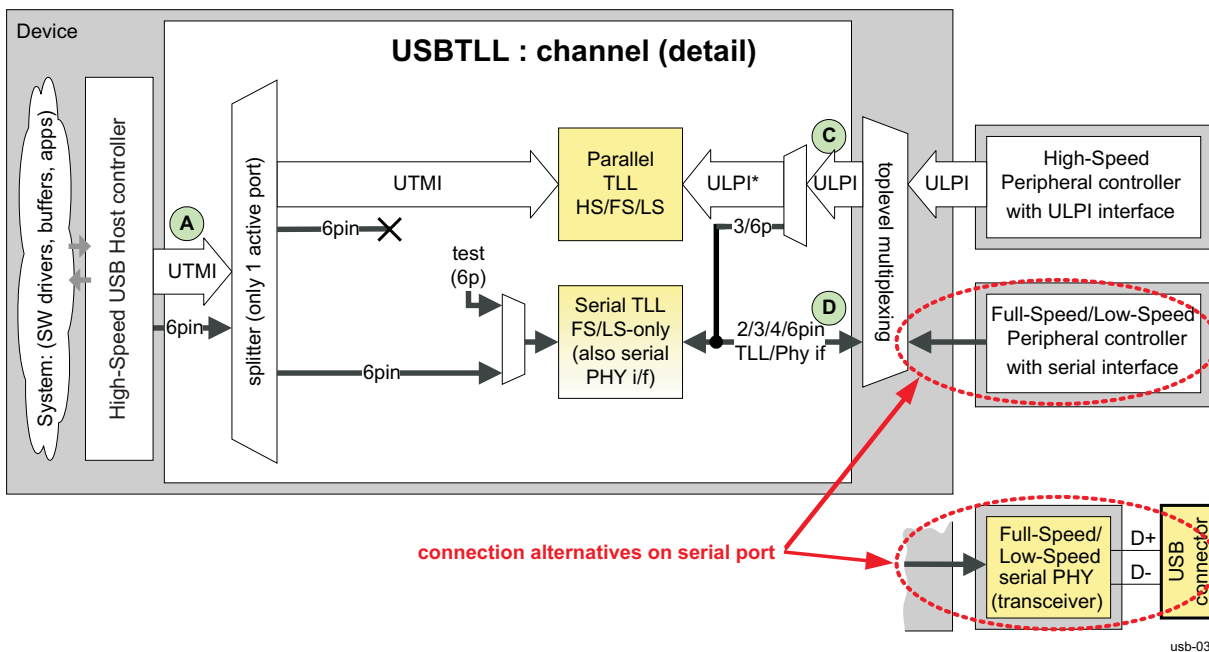 Device
USBTLL : channel (detail)
System: (SW drivers, buffers, apps)
High-Speed USB Host controller
A
UTMI
6pin
splitter (only 1 active port)
UTMI
6pin
Parallel
TLL
HS/FS/LS
ULPI*
C
ULPI
3/6p
toplevel multiplexing
ULPI
High-Speed
Peripheral controller
with ULPI interface
test
(6p)
6pin
Serial TLL
FS/LS-only
(also serial
PHY i/f)
D
2/3/4/6pin
TLL/Phy if
Full-Speed/Low-Speed
Peripheral controller
with serial interface
connection alternatives on serial port
Full-Speed/
Low-Speed
serial PHY
(transceiver)
D+
D-
USB
connector
usb-03